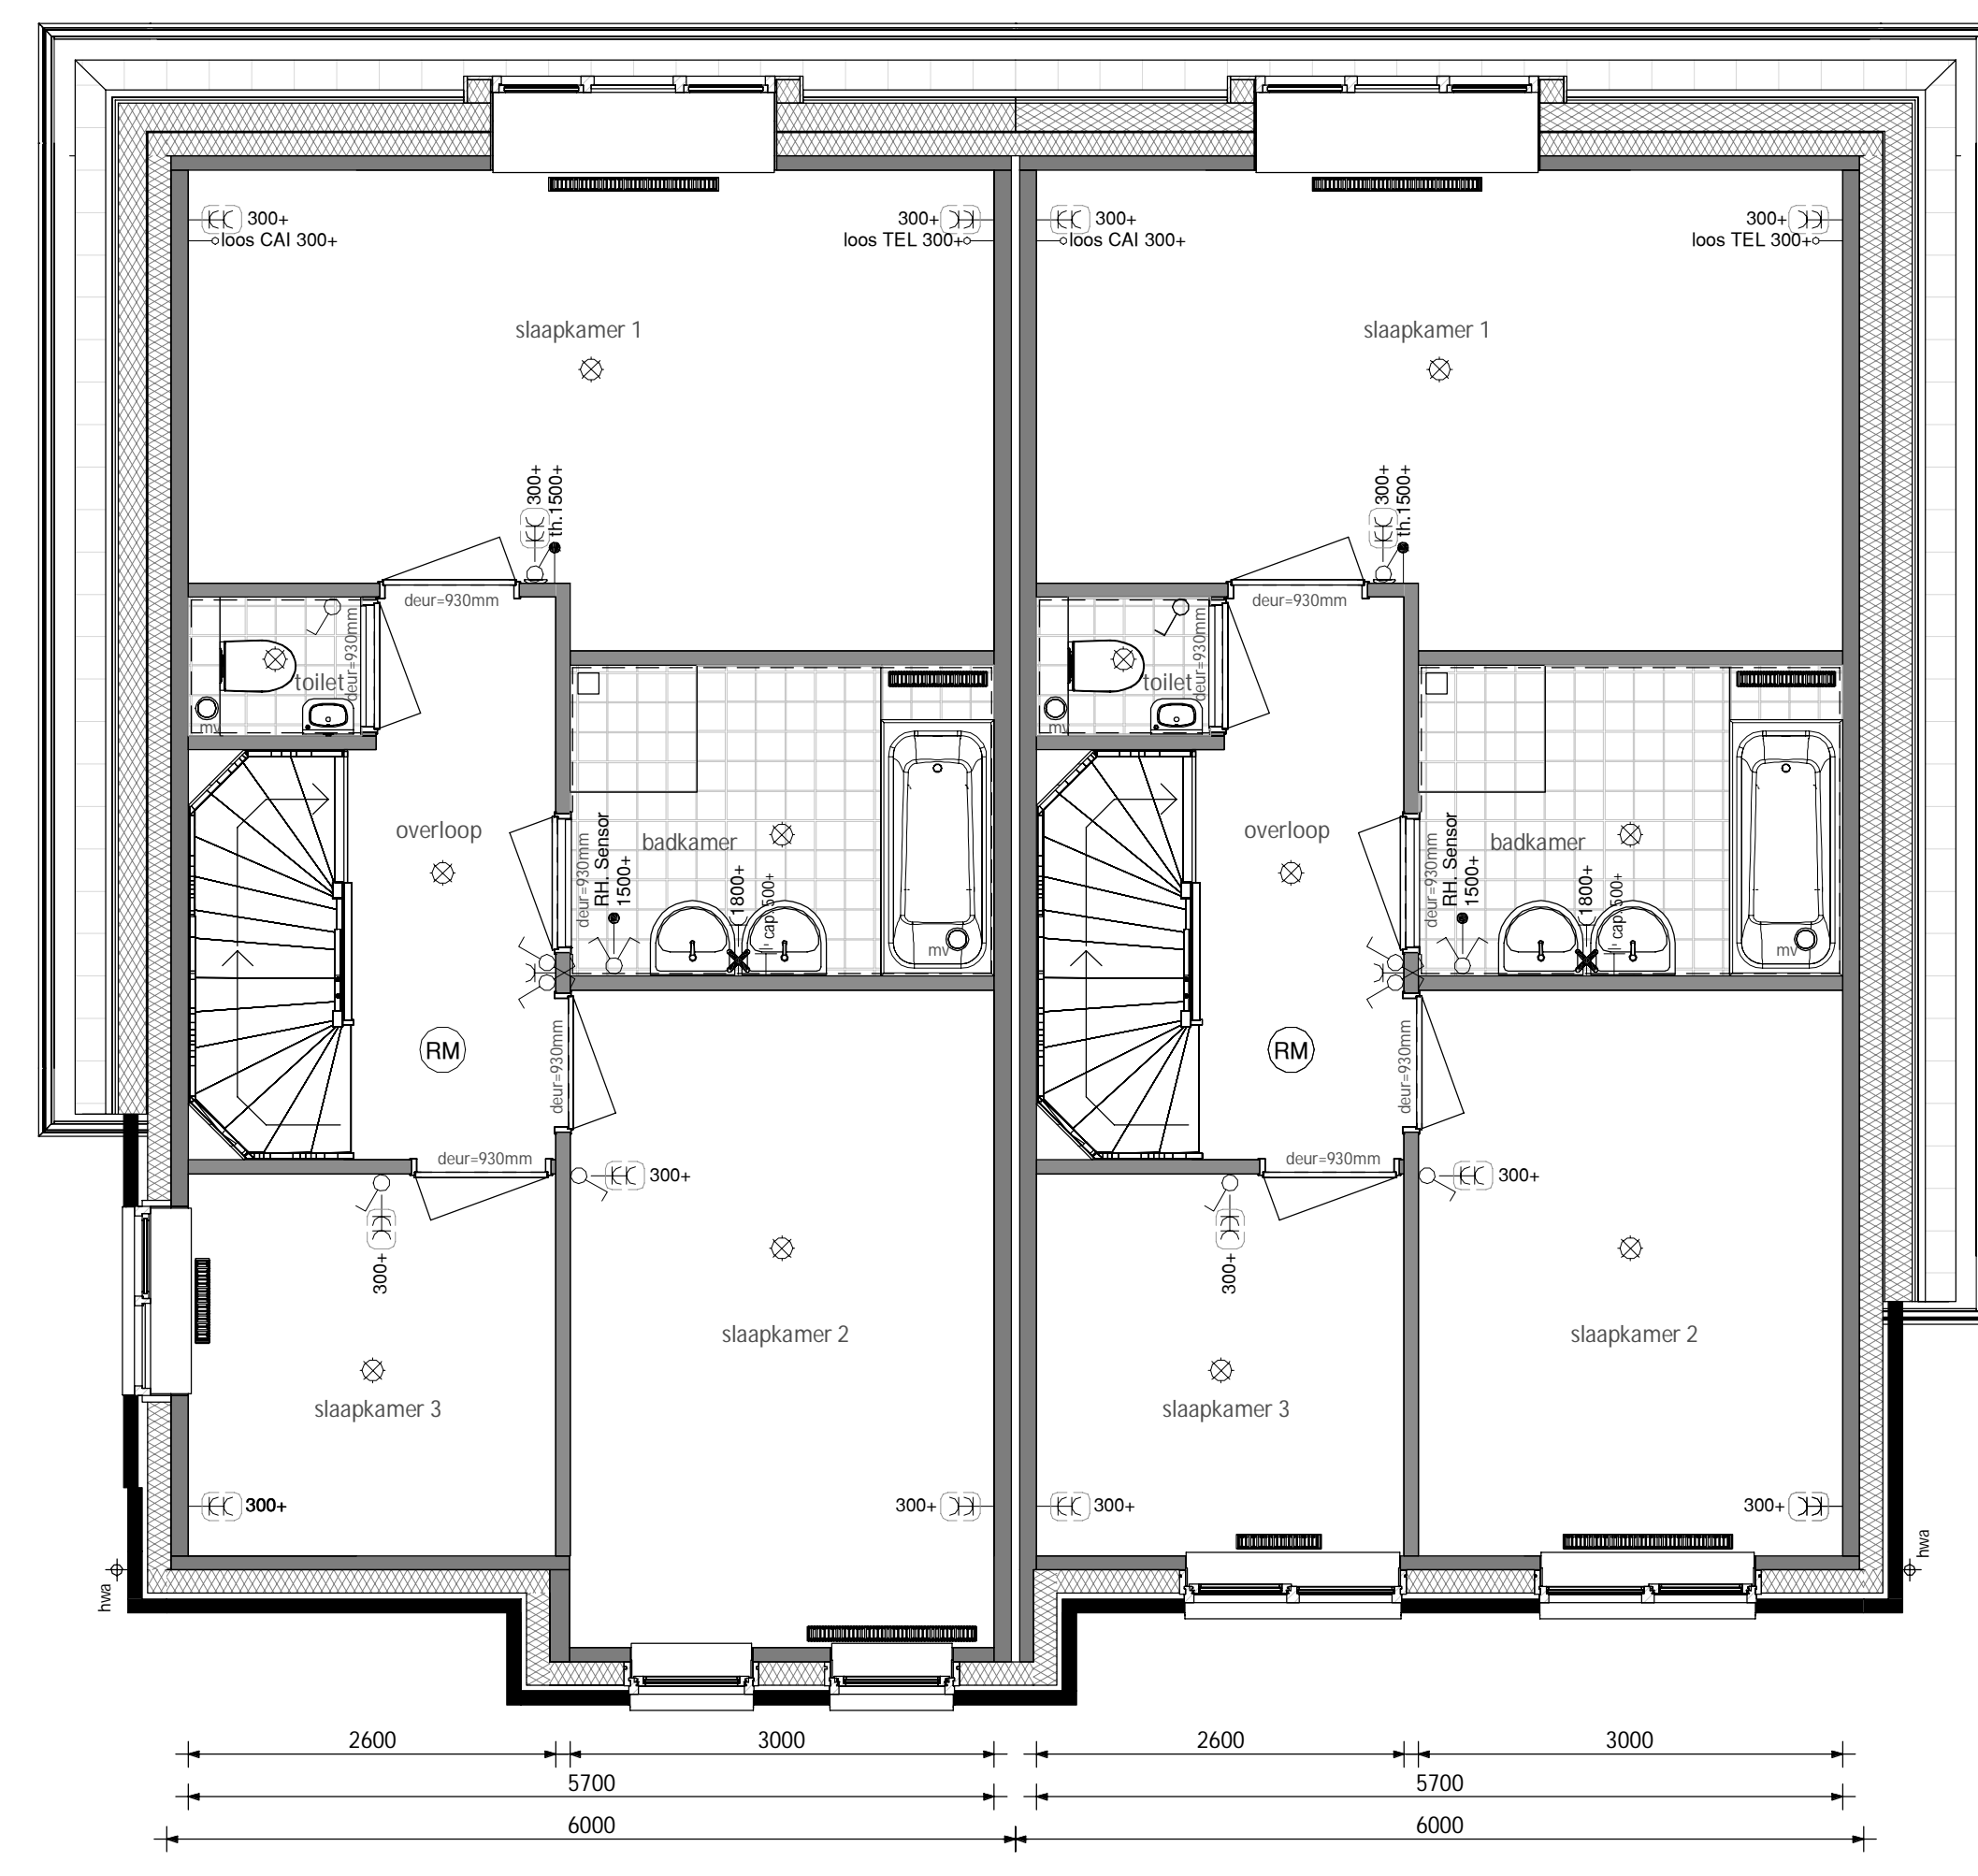 300+ 300+ 300+ 300+
loos CAI 300+ loos TEL 300+ loos CAI 300+ loos TEL 300+
slaapkamer 1 slaapkamer 1
300+ 300+
th.1500+ th.1500+
deur=930mm deur=930mm
deur=930mm deur=930mm
toilet toilet
mv mv
overloop badkamer overloop badkamer
deur=930mm deur=930mm
RH. Sensor RH. Sensor
1500+ 1500+
1800+ 1800+
cap. 500+ cap. 500+
mv mv
RM RM
deur=930mm deur=930mm
deur=930mm deur=930mm
300+ 300+
300+ 300+
slaapkamer 2 slaapkamer 2
slaapkamer 3 slaapkamer 3
300+ 300+ 300+ 300+
hwa hwa
2600 3000 2600 3000
5700 5700
6000 6000